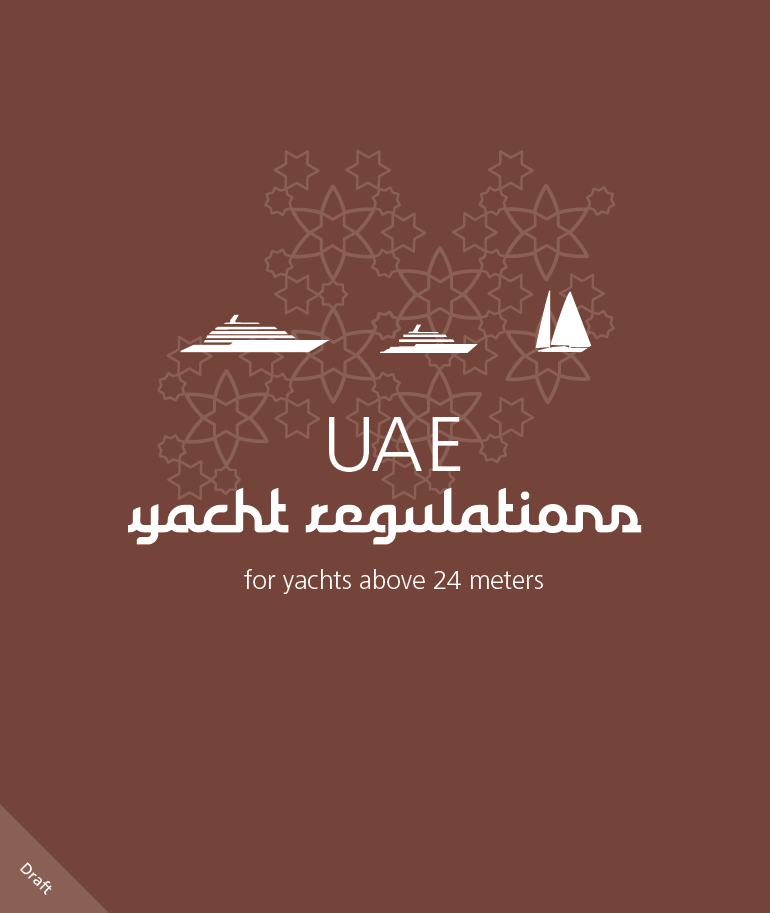 UAE
yacht regulations
for yachts above 24 meters
Draft